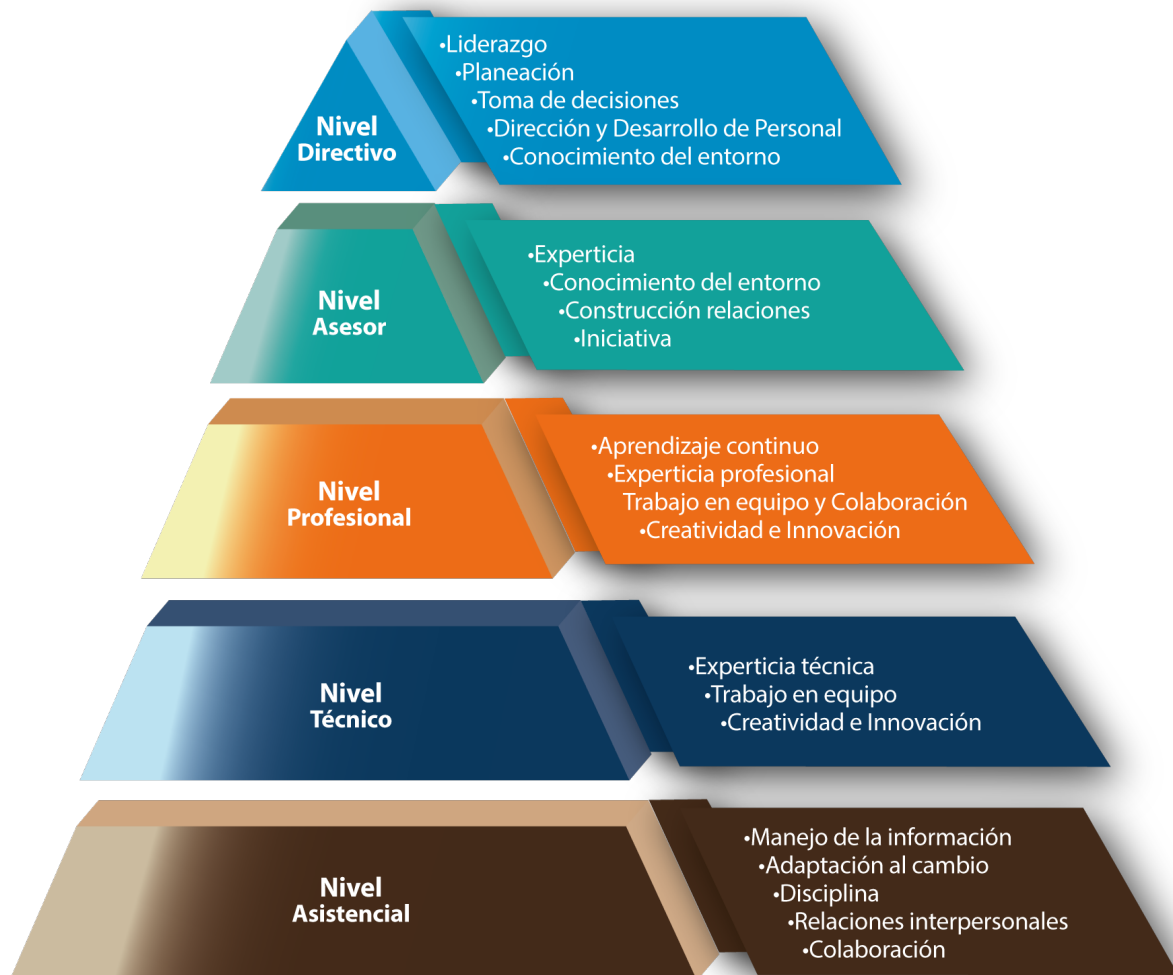 Nivel
Directivo
•Liderazgo
•Planeación
•Toma de decisiones
•Dirección y Desarrollo de Personal
•Conocimiento del entorno
Nivel
Asesor
•Experticia
•Conocimiento del entorno
•Construcción relaciones
•Iniciativa
Nivel
Profesional
•Aprendizaje continuo
•Experticia profesional
Trabajo en equipo y Colaboración
•Creatividad e Innovación
Nivel
Técnico
•Experticia técnica
•Trabajo en equipo
•Creatividad e Innovación
Nivel
Asistencial
•Manejo de la información
•Adaptación al cambio
•Disciplina
•Relaciones interpersonales
•Colaboración